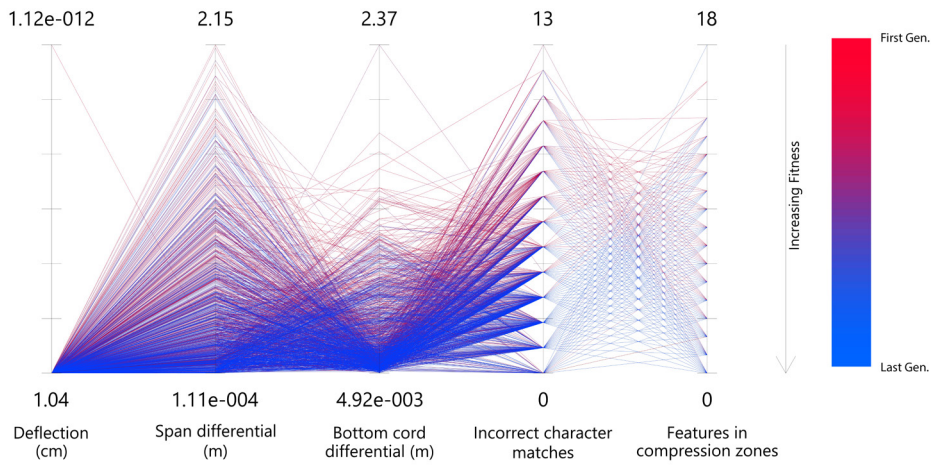 1.12e-012 2.15 2.37 13 18
First Gen.
Increasing Fitness
Last Gen.
1.04 1.11e-004 4.92e-003 0 0
Deflection Span differential Bottom cord Incorrect character Features in
(cm) (m) differential (m) matches compression zones